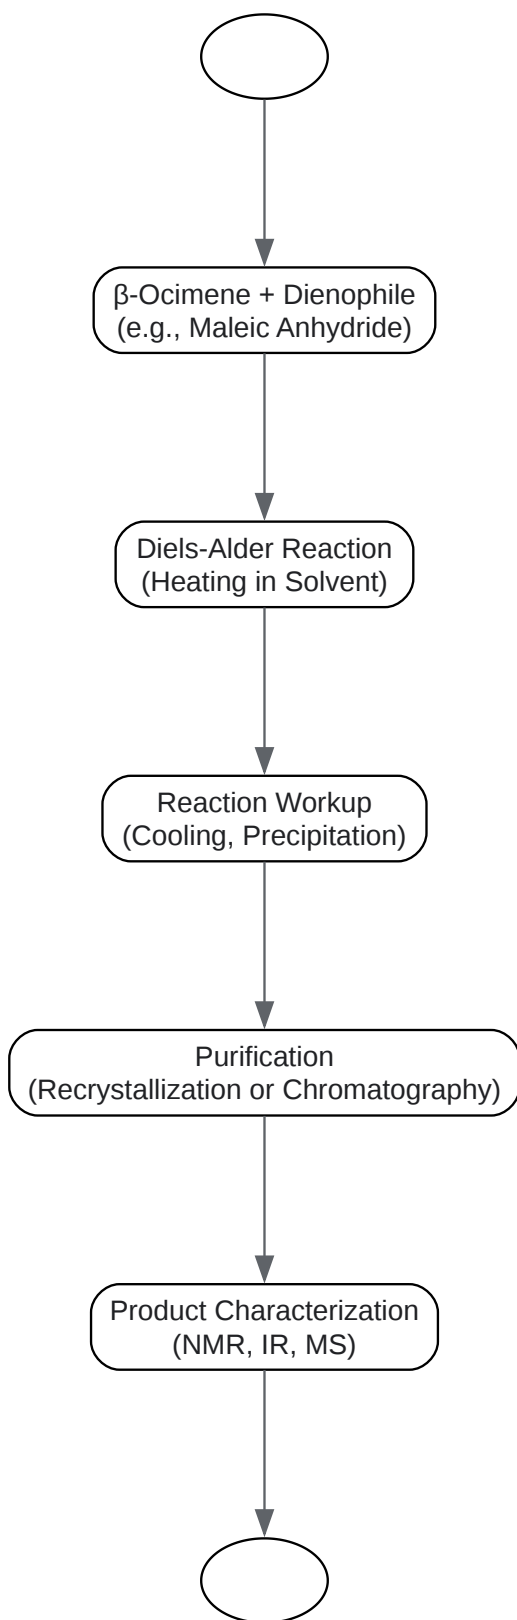 β-Ocimene + Dienophile
(e.g., Maleic Anhydride)
Diels-Alder Reaction
(Heating in Solvent)
Reaction Workup
(Cooling, Precipitation)
Purification
(Recrystallization or Chromatography)
Product Characterization
(NMR, IR, MS)